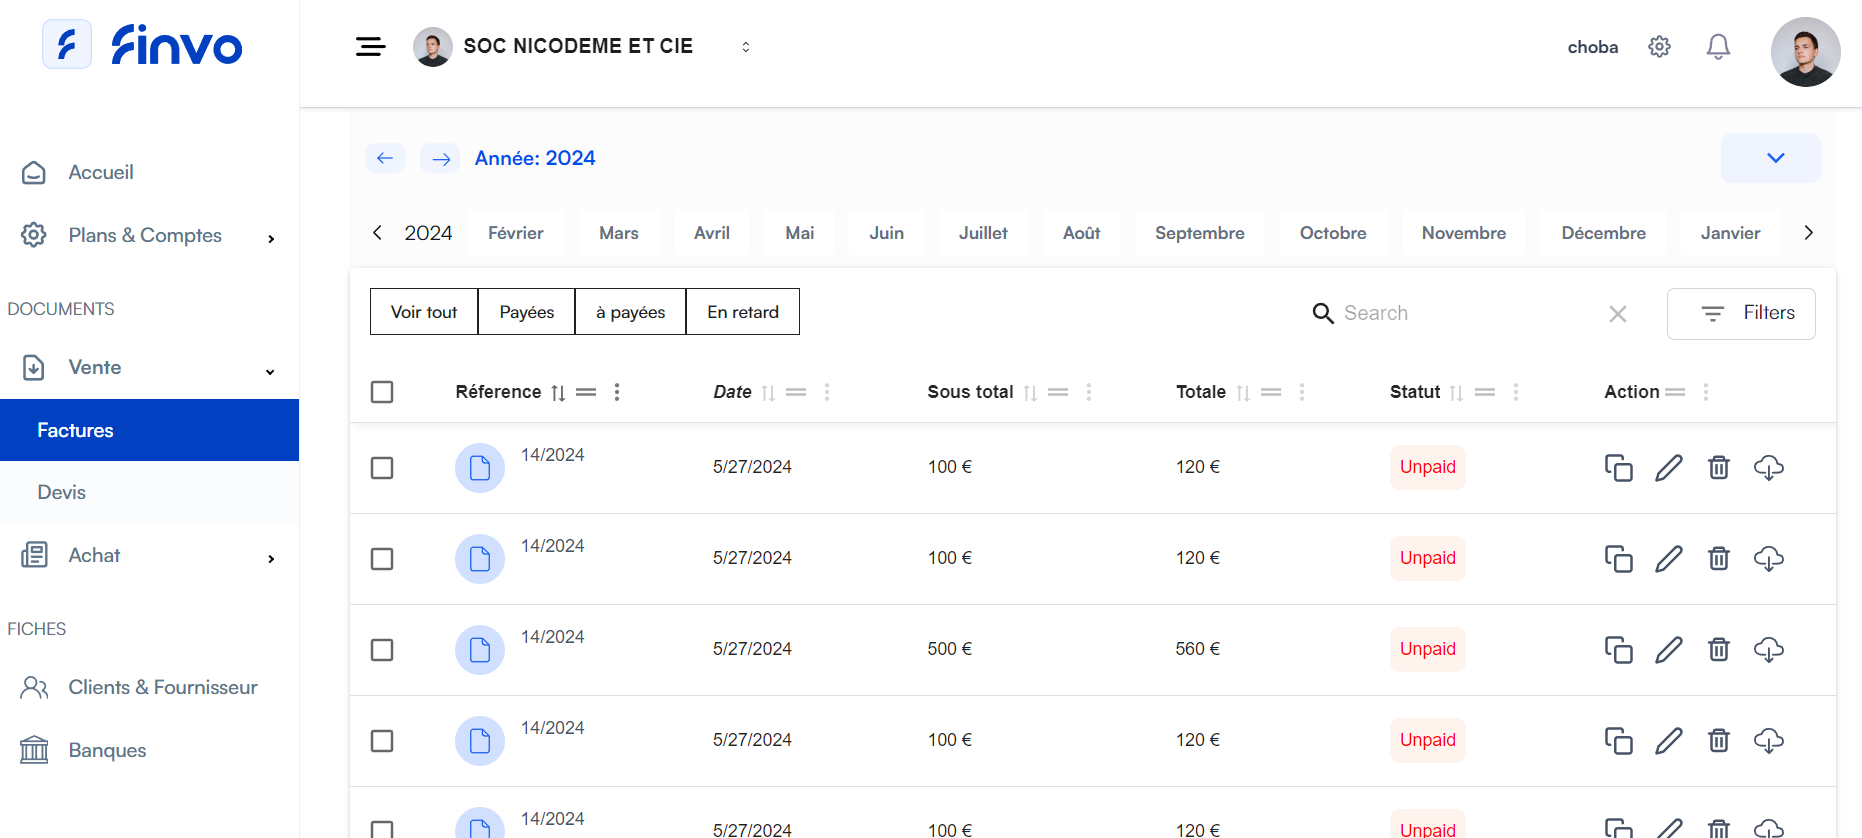 finvo
SOC NICODEME ET CIE
choba
Accueil
Plans & Comptes
DOCUMENTS
Vente
Factures
Devis
Achat
FICHES
Clients & Fournisseur
Banques
Année: 2024
2024 Février Mars Avril Mai Juin Juillet Août Septembre Octobre Novembre Décembre Janvier
Voir tout Payées à payées En retard Search Filters
Réference Date Sous total Totale Statut Action
14/2024 5/27/2024 100 € 120 € Unpaid
14/2024 5/27/2024 100 € 120 € Unpaid
14/2024 5/27/2024 500 € 560 € Unpaid
14/2024 5/27/2024 100 € 120 € Unpaid
14/2024 5/27/2024 100 € 120 € Unpaid